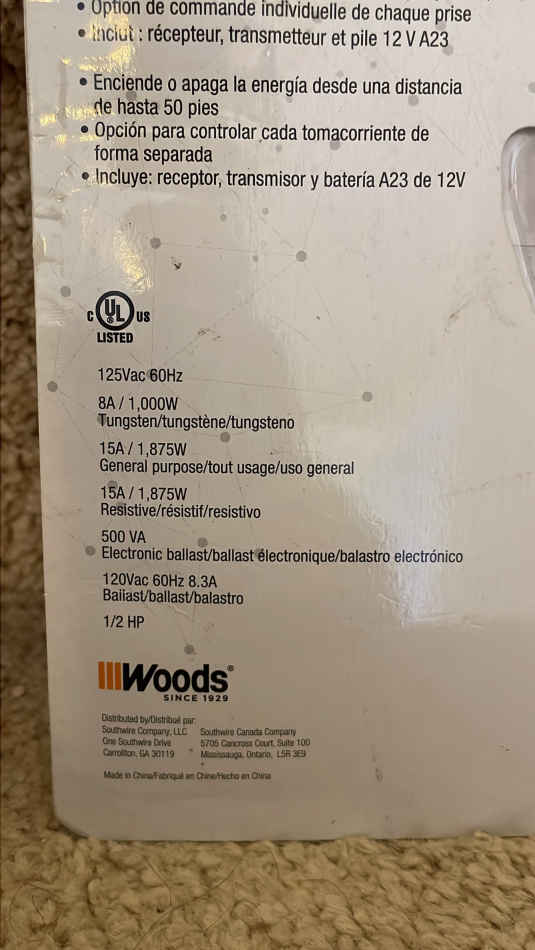 • Option de commande individuelle de chaque prise
• Inclut : récepteur, transmetteur et pile 12 V A23
• Enciende o apaga la energía desde una distancia
de hasta 50 pies
• Opción para controlar cada tomacorriente de
forma separada
• Incluye: receptor, transmisor y batería A23 de 12V
C UL ® US
LISTED
125Vac 60Hz
8A / 1,000W
Tungsten/tungstène/tungsteno
15A / 1,875W
General purpose/tout usage/uso general
15A / 1,875W
Resistive/résistif/resistivo
500 VA
Electronic ballast/ballast électronique/balastro electrónico
120Vac 60Hz 8.3A
Ballast/ballast/balastro
1/2 HP
Woods®
SINCE 1929
Distributed by/Distribué par:
Southwire Company, LLC
One Southwire Drive
Carrollton, GA 30119
Southwire Canada Company
5705 Cancross Court, Suite 100
Mississauga, Ontario, L5R 3E9
Made in China/Fabriqué en Chine/Hecho en China